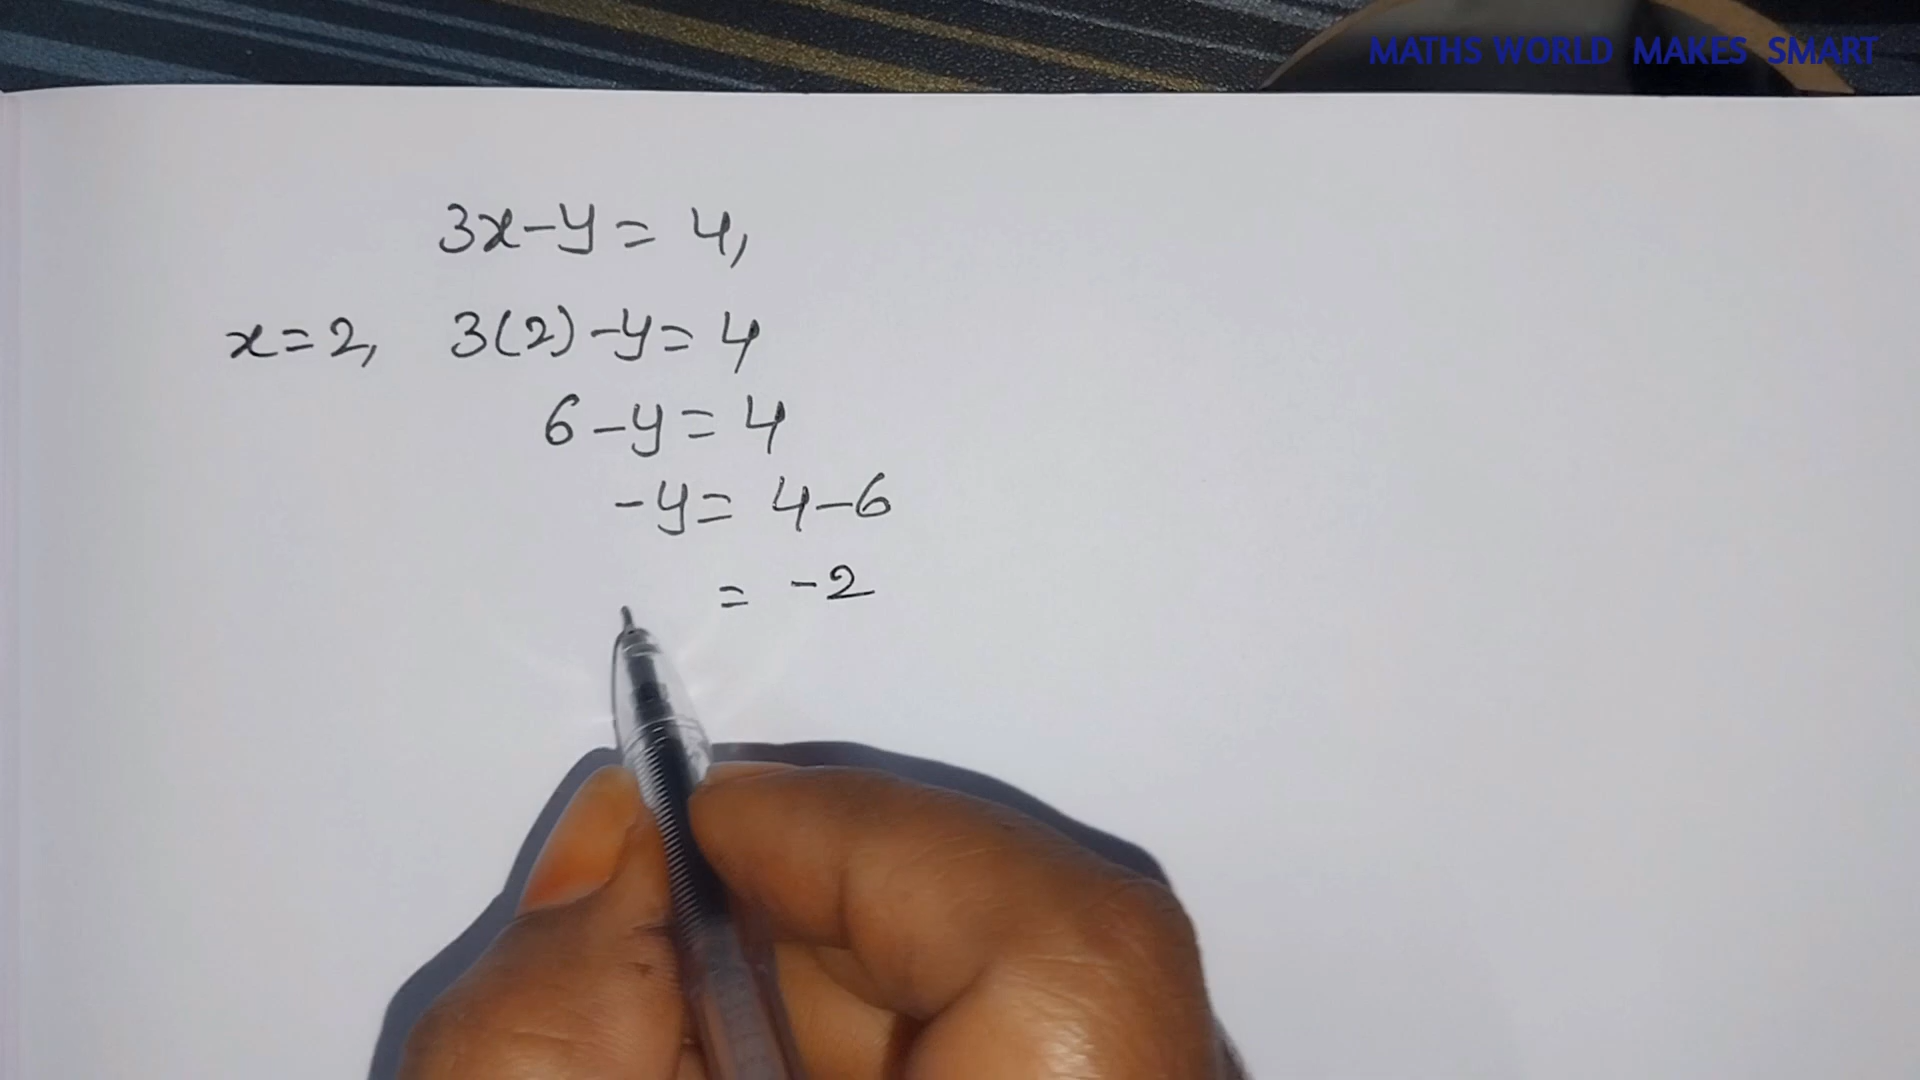 MATHS WORLD MAKES SMART
3x-y = 4,
x=2, 3(2)-y=4
6-y=4
-y= 4-6
= -2